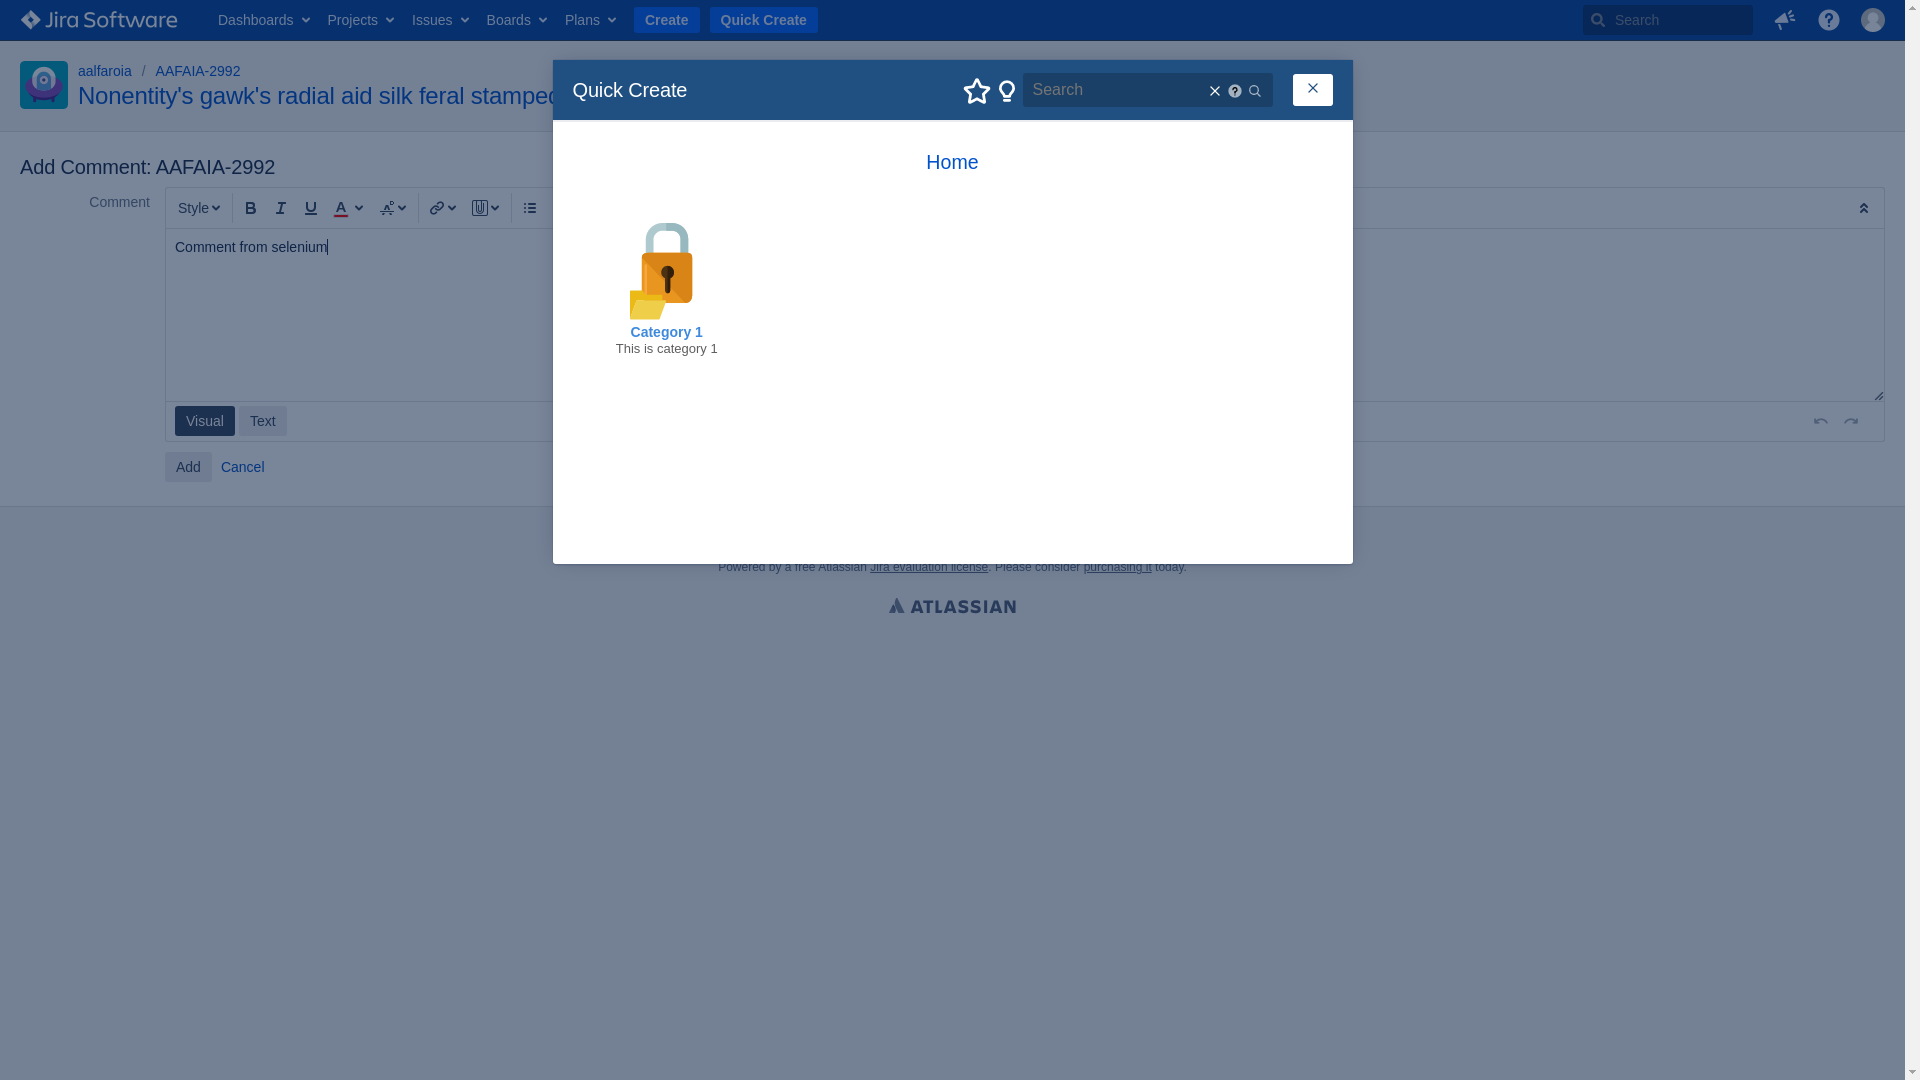 Jira Software Dashboards Projects Issues Boards Plans Create Quick Create Search
aalfaroia / AAFAIA-2992
Nonentity's gawk's radial aid silk feral stamped
Quick Create Search
Home
Category 1
This is category 1
Add Comment: AAFAIA-2992
Comment
Style B I U A
Comment from selenium
Visual Text
Add Cancel
Powered by a free Atlassian Jira evaluation license. Please consider purchasing it today.
ATLASSIAN